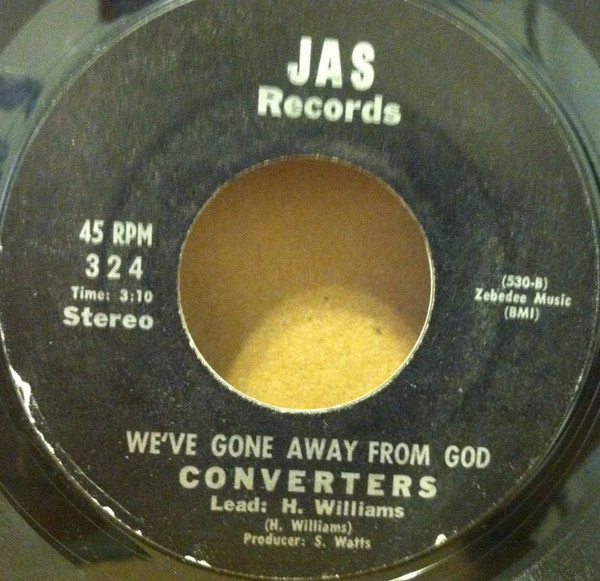 JAS
Records
45 RPM
324
Time: 3:10
Stereo
(530-B)
Zebedee Music
(BMI)
WE'VE GONE AWAY FROM GOD
CONVERTERS
Lead: H. Williams
(H. Williams)
Producer: S. Watts